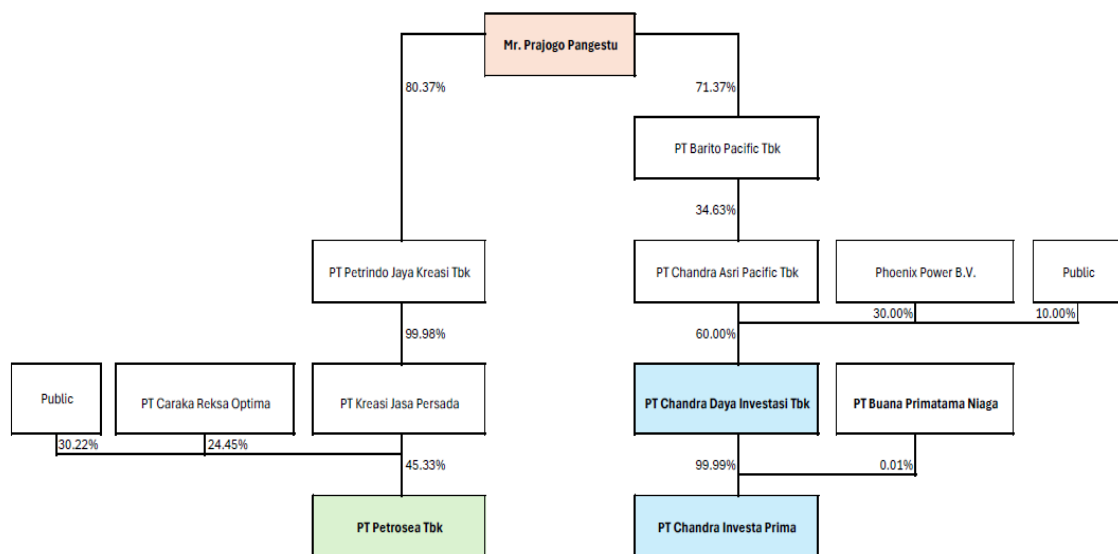 Mr. Prajogo Pangestu
80.37%
71.37%
PT Barito Pacific Tbk
34.63%
PT Petrindo Jaya Kreasi Tbk
PT Chandra Asri Pacific Tbk
Phoenix Power B.V.
Public
99.98%
60.00%
30.00%
10.00%
Public
PT Caraka Reksa Optima
PT Kreasi Jasa Persada
PT Chandra Daya Investasi Tbk
PT Buana Primatama Niaga
30.22%
24.45%
45.33%
99.99%
0.01%
PT Petrosea Tbk
PT Chandra Investa Prima